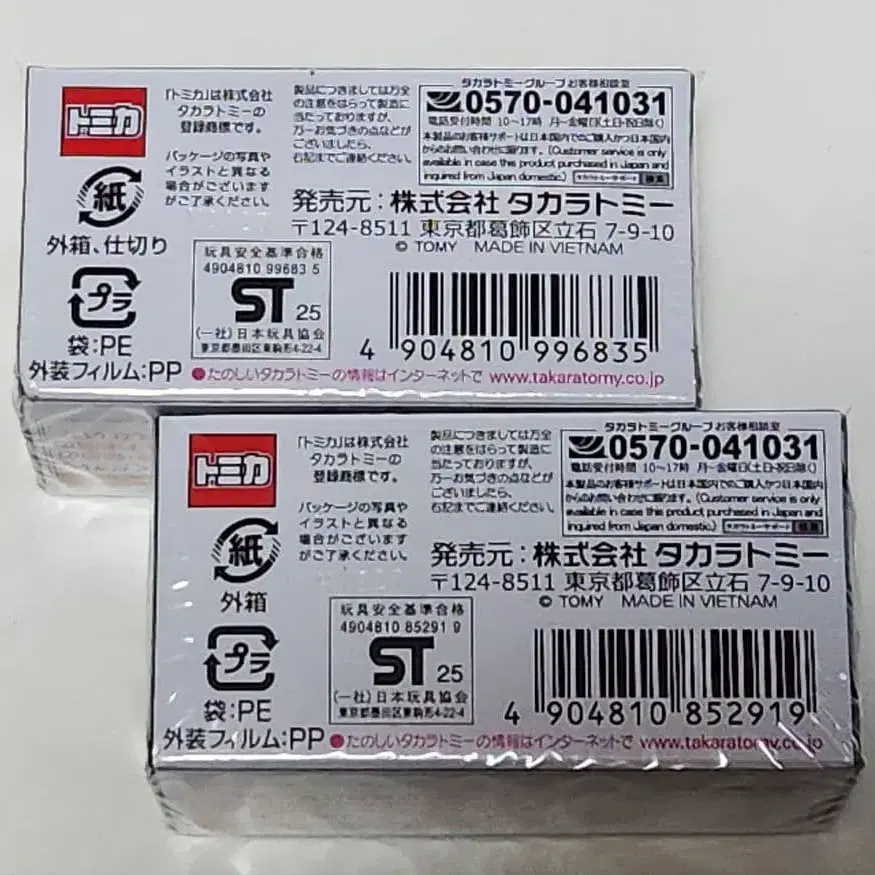 トミカ
「トミカ」は株式会社
タカラトミーの
登録商標です。
パッケージの写真や
イラストと異なる
場合がございます
がご了承ください。
製品につきましては万全
の注意をはらって製造に
当たっておりますが、
万一お気づきの点などが
ございましたら、
右記までご連絡ください。
タカラトミーグループ お客様相談室
0570-041031
電話受付時間 10〜17時 月〜金曜日(土日・祝日除く)
本製品のお客様サポートは日本国内でのご購入かつ日本国内
からのお問い合わせに限ります。(Customer service is only
available in case this product purchased in Japan and
inquired from Japan domestic.) タカラトミーサポート 検索
発売元:株式会社 タカラトミー
〒124-8511 東京都葛飾区立石 7-9-10
© TOMY MADE IN VIETNAM
紙
外箱、仕切り
プラ
袋:PE
外装フィルム:PP
玩具安全基準合格
4904810 99683 5
ST 25
(一社)日本玩具協会
東京都墨田区東駒形4-22-4
4 904810 996835
●たのしいタカラトミーの情報はインターネットで www.takaratomy.co.jp
トミカ
「トミカ」は株式会社
タカラトミーの
登録商標です。
パッケージの写真や
イラストと異なる
場合がございます
がご了承ください。
製品につきましては万全
の注意をはらって製造に
当たっておりますが、
万一お気づきの点などが
ございましたら、
右記までご連絡ください。
タカラトミーグループ お客様相談室
0570-041031
電話受付時間 10〜17時 月〜金曜日(土日・祝日除く)
本製品のお客様サポートは日本国内でのご購入かつ日本国内
からのお問い合わせに限ります。(Customer service is only
available in case this product purchased in Japan and
inquired from Japan domestic.) タカラトミーサポート 検索
発売元:株式会社 タカラトミー
〒124-8511 東京都葛飾区立石 7-9-10
© TOMY MADE IN VIETNAM
紙
外箱
プラ
袋:PE
外装フィルム:PP
玩具安全基準合格
4904810 85291 9
ST 25
(一社)日本玩具協会
東京都墨田区東駒形4-22-4
4 904810 852919
●たのしいタカラトミーの情報はインターネットで www.takaratomy.co.jp